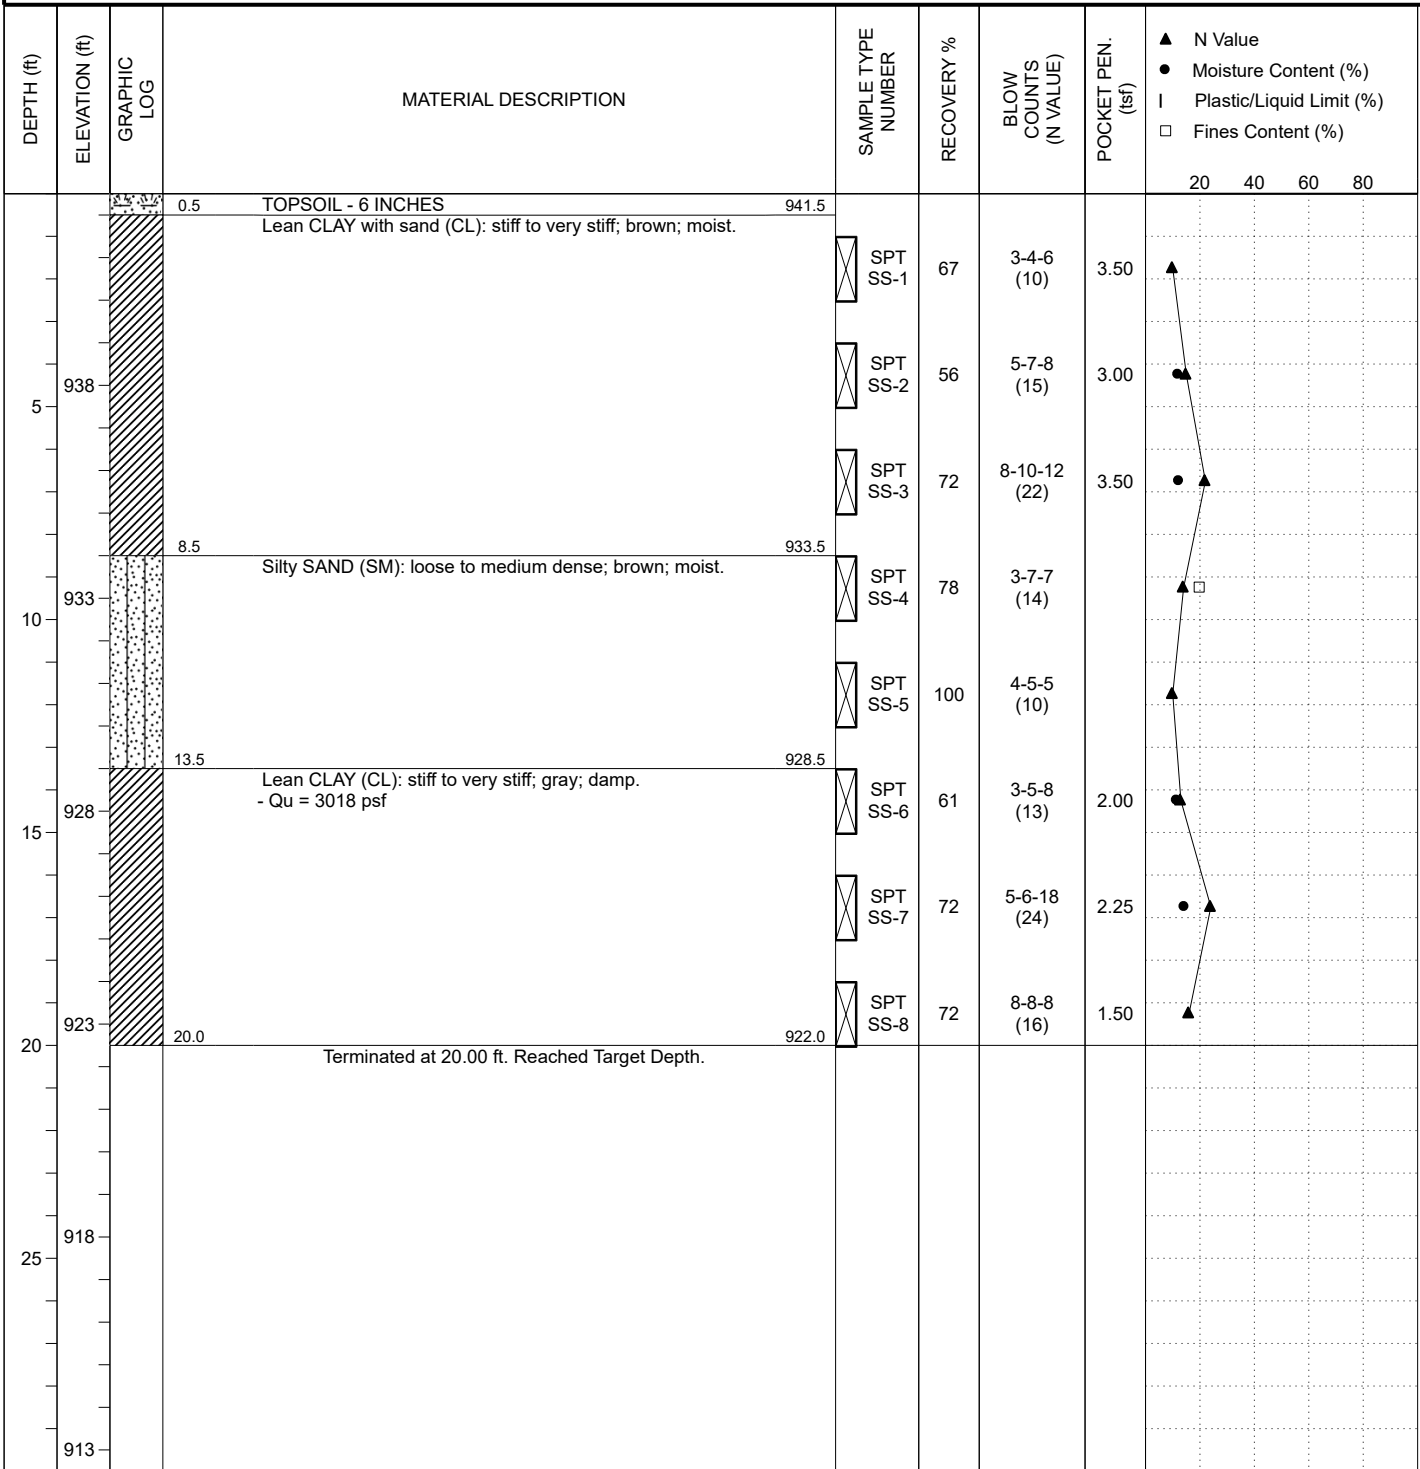 DEPTH (ft)
ELEVATION (ft)
GRAPHIC
LOG
MATERIAL DESCRIPTION
SAMPLE TYPE
NUMBER
RECOVERY %
BLOW
COUNTS
(N VALUE)
POCKET PEN.
(tsf)
▲ N Value
● Moisture Content (%)
| Plastic/Liquid Limit (%)
□ Fines Content (%)
20 40 60 80
0.5 TOPSOIL - 6 INCHES 941.5
Lean CLAY with sand (CL): stiff to very stiff; brown; moist.
SPT
SS-1
67
3-4-6
(10)
3.50
938
5
SPT
SS-2
56
5-7-8
(15)
3.00
SPT
SS-3
72
8-10-12
(22)
3.50
8.5 933.5
Silty SAND (SM): loose to medium dense; brown; moist.
933
10
SPT
SS-4
78
3-7-7
(14)
SPT
SS-5
100
4-5-5
(10)
13.5 928.5
Lean CLAY (CL): stiff to very stiff; gray; damp.
- Qu = 3018 psf
928
15
SPT
SS-6
61
3-5-8
(13)
2.00
SPT
SS-7
72
5-6-18
(24)
2.25
923
SPT
SS-8
72
8-8-8
(16)
1.50
20.0 922.0
20
Terminated at 20.00 ft. Reached Target Depth.
918
25
913